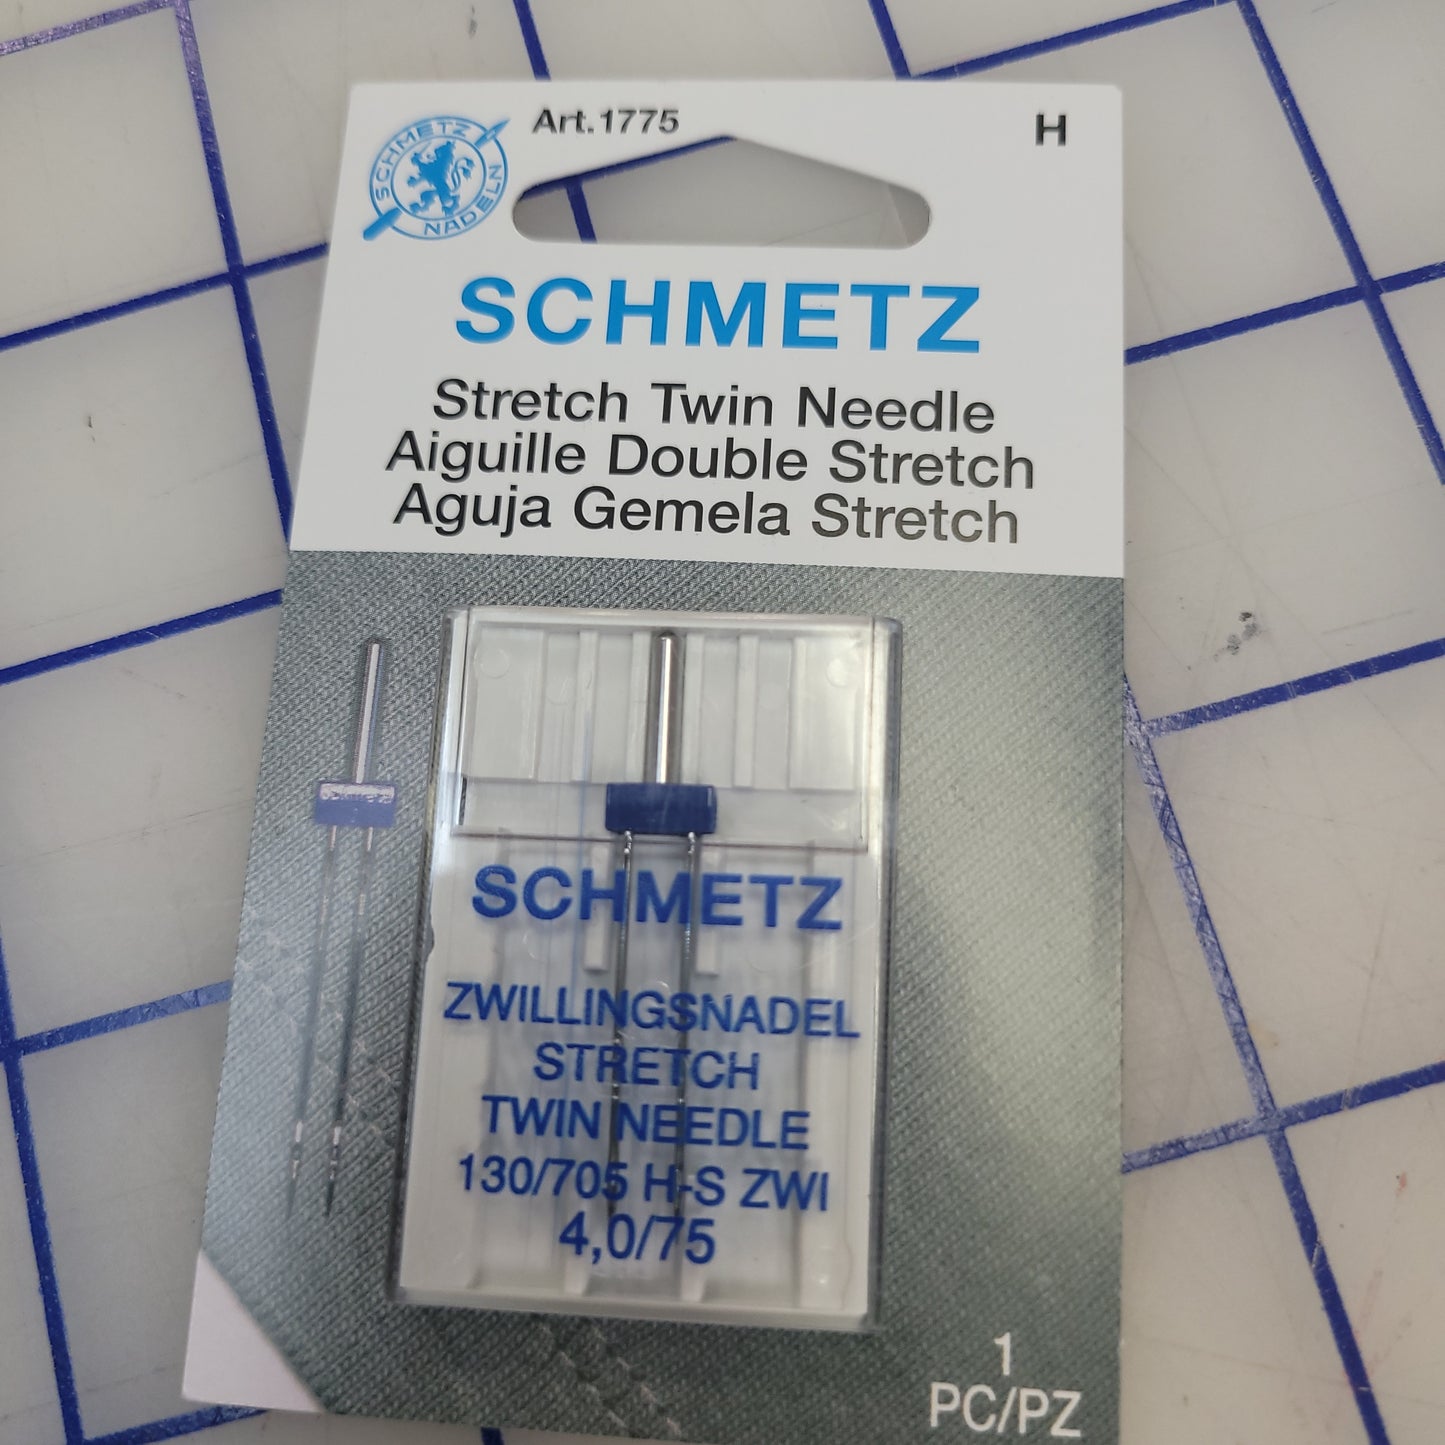 Art.1775
H
SCHMETZ
NADELN
SCHMETZ
Stretch Twin Needle
Aiguille Double Stretch
Aguja Gemela Stretch
SCHMETZ
ZWILLINGSNADEL
STRETCH
TWIN NEEDLE
130/705 H-S ZWI
4,0/75
1
PC/PZ